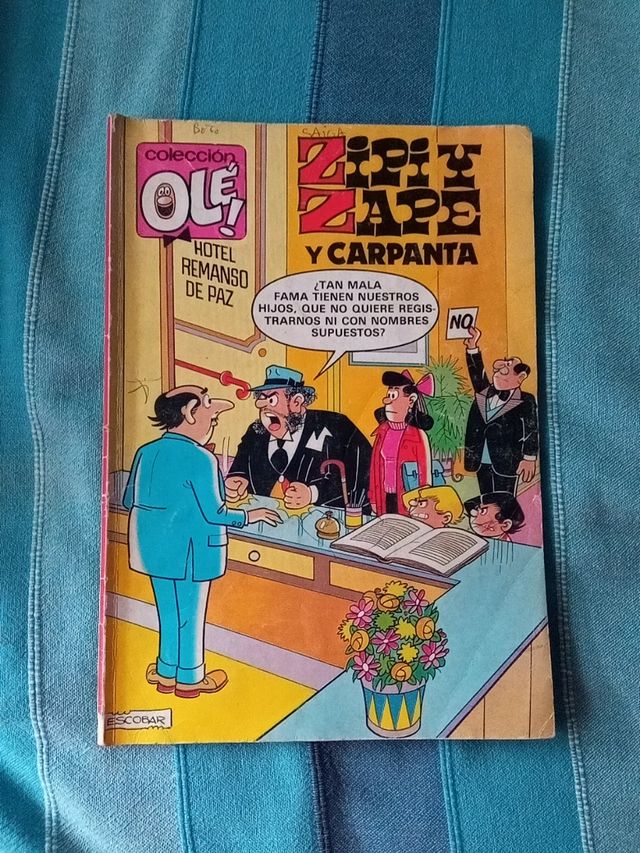 SAIGA
colección
OLÉ!
ZIPI Y
ZAPE
Y CARPANTA
HOTEL
REMANSO
DE PAZ
¿TAN MALA
FAMA TIENEN NUESTROS
HIJOS, QUE NO QUIERE REGIS-
TRARNOS NI CON NOMBRES
SUPUESTOS?
NO
ESCOBAR